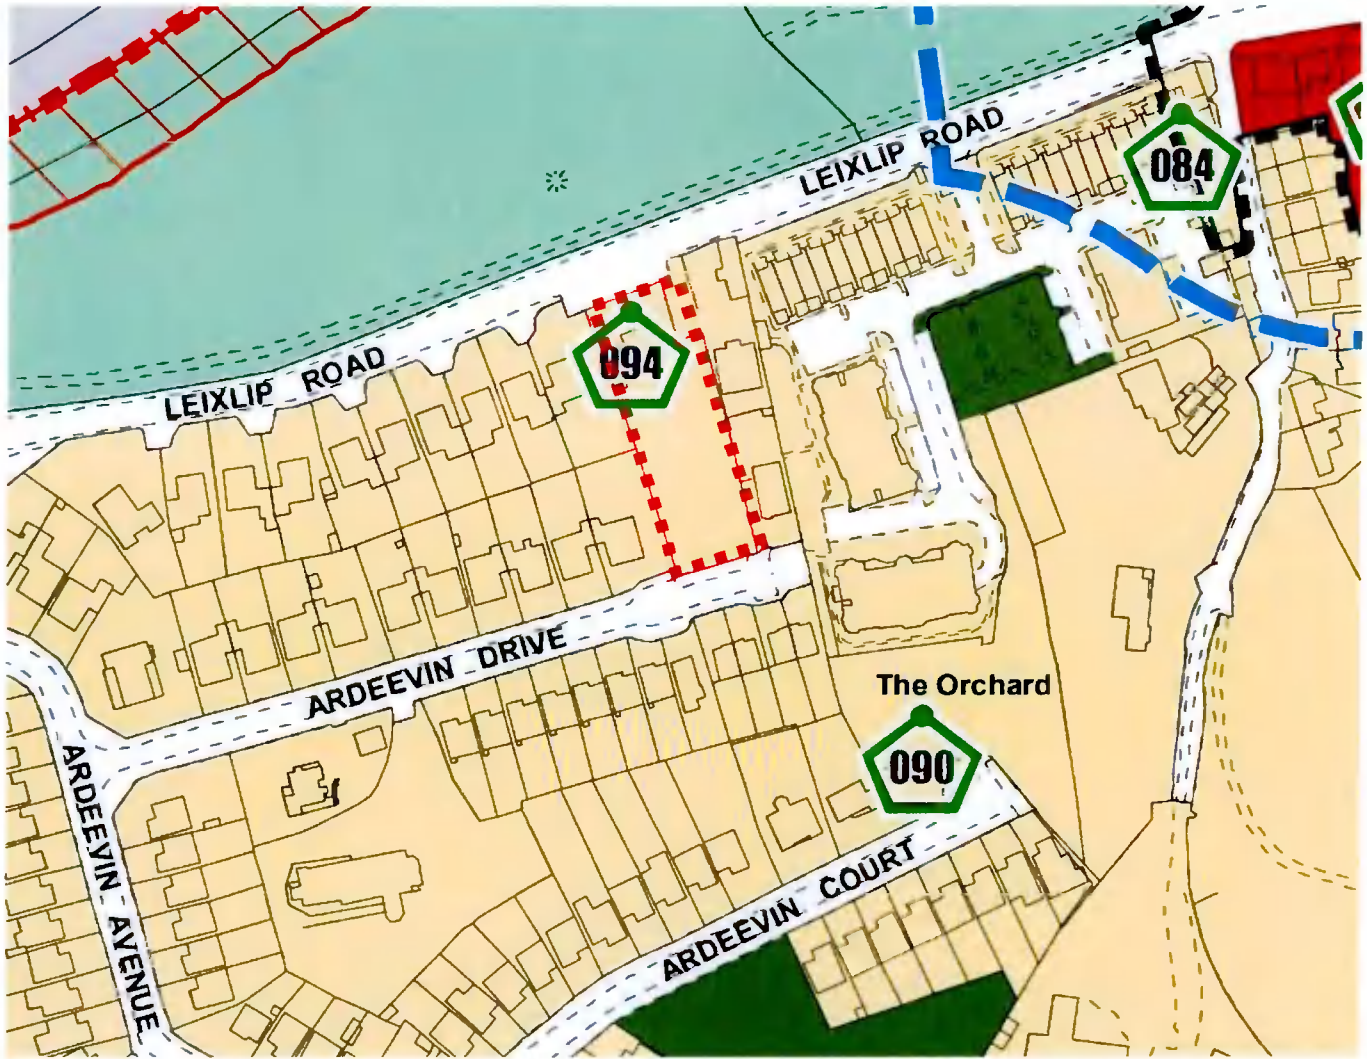 LEIXLIP ROAD
084
094
LEIXLIP ROAD
ARDEEVIN DRIVE
The Orchard
090
ARDEEVIN AVENUE
ARDEEVIN COURT